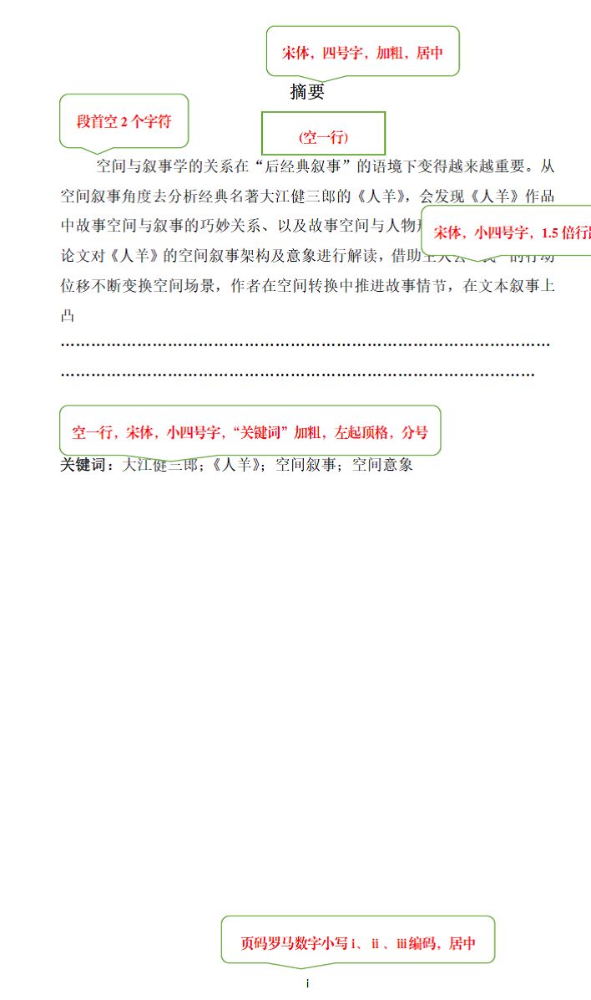 宋体，四号字，加粗，居中
摘要
段首空 2 个字符
(空一行)
空间与叙事学的关系在“后经典叙事”的语境下变得越来越重要。从
空间叙事角度去分析经典名著大江健三郎的《人羊》，会发现《人羊》作品
中故事空间与叙事的巧妙关系、以及故事空间与人物
宋体，小四号字，1.5 倍行
论文对《人羊》的空间叙事架构及意象进行解读，借助主人公“我”的行动
位移不断变换空间场景，作者在空间转换中推进故事情节，在文本叙事上
凸
………………………………………………………………………………………
……………………………………………………………………………………
空一行，宋体，小四号字，“关键词”加粗，左起顶格，分号
关键词：大江健三郎；《人羊》；空间叙事；空间意象
页码罗马数字小写 i、ⅱ、ⅲ编码，居中
i